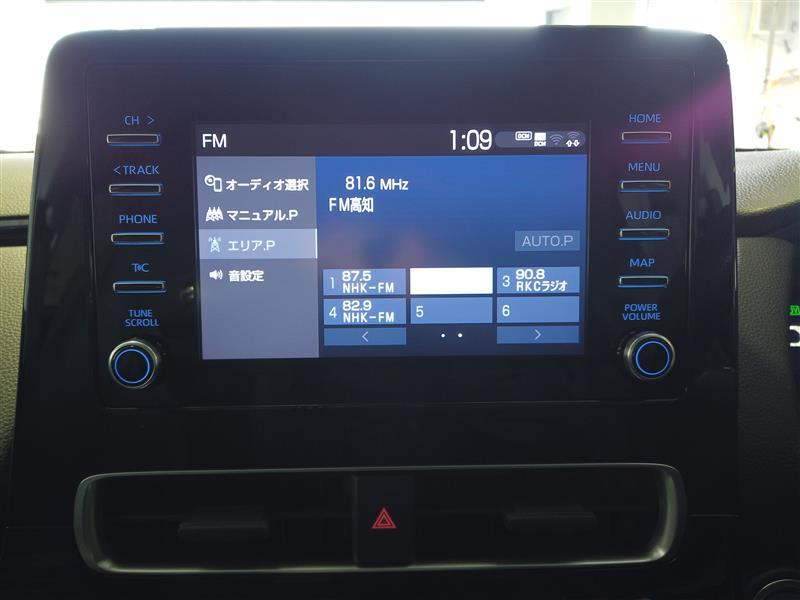 CH >
< TRACK
PHONE
T©C
TUNE
SCROLL
FM
1:09
DCM
DCM
オーディオ選択
マニュアル.P
エリア.P
音設定
81.6 MHz
FM高知
AUTO.P
1 87.5
NHK-FM
3 90.8
RKCラジオ
4 82.9
NHK-FM
5
6
<
>
HOME
MENU
AUDIO
MAP
POWER
VOLUME